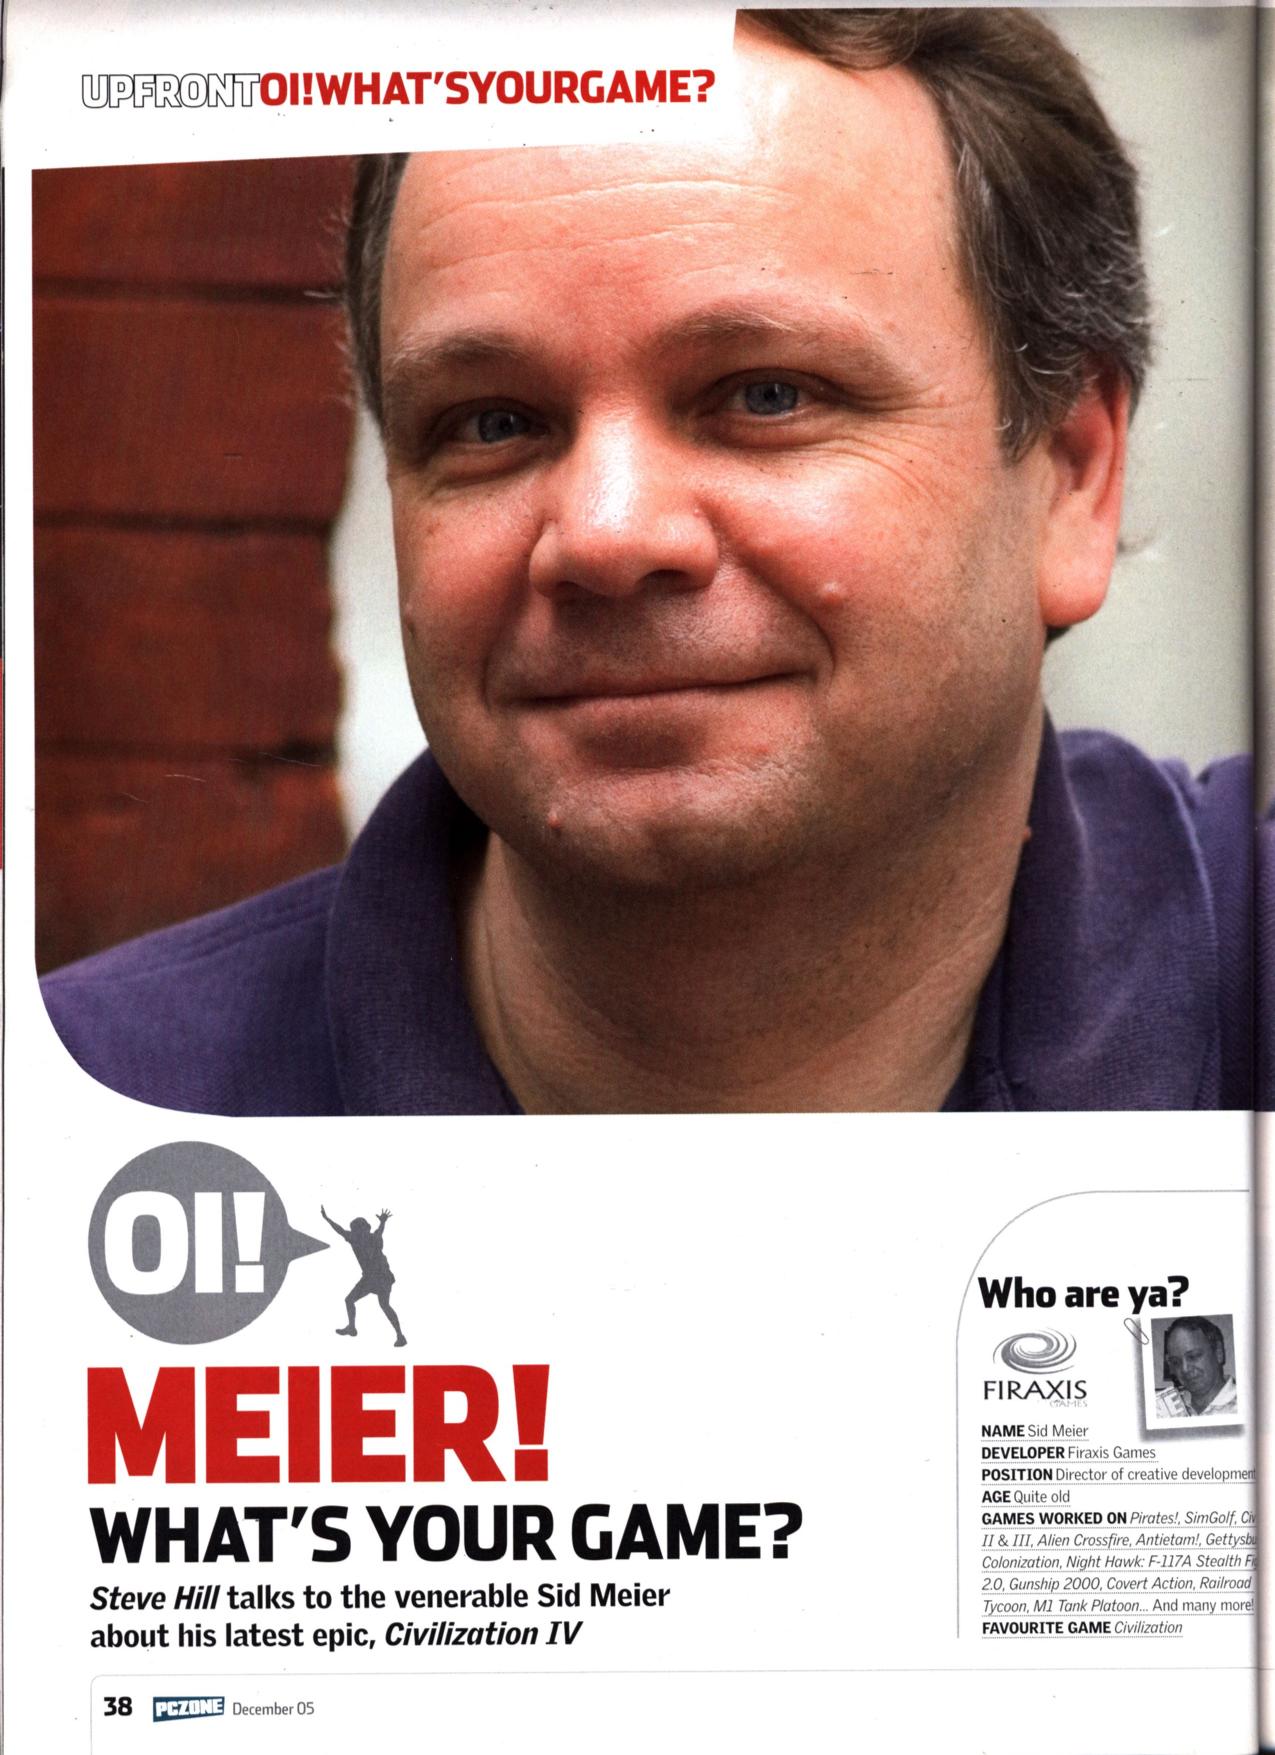 UPFRONTOI!WHAT'SYOURGAME?
OI!
MEIER!
WHAT'S YOUR GAME?
Steve Hill talks to the venerable Sid Meier
about his latest epic, Civilization IV
Who are ya?
FIRAXIS
GAMES
NAME Sid Meier
DEVELOPER Firaxis Games
POSITION Director of creative development
AGE Quite old
GAMES WORKED ON Pirates!, SimGolf, Civ
II & III, Alien Crossfire, Antietam!, Gettysbu
Colonization, Night Hawk: F-117A Stealth Fi
2.0, Gunship 2000, Covert Action, Railroad
Tycoon, M1 Tank Platoon... And many more!
FAVOURITE GAME Civilization
38 PCZONE December 05